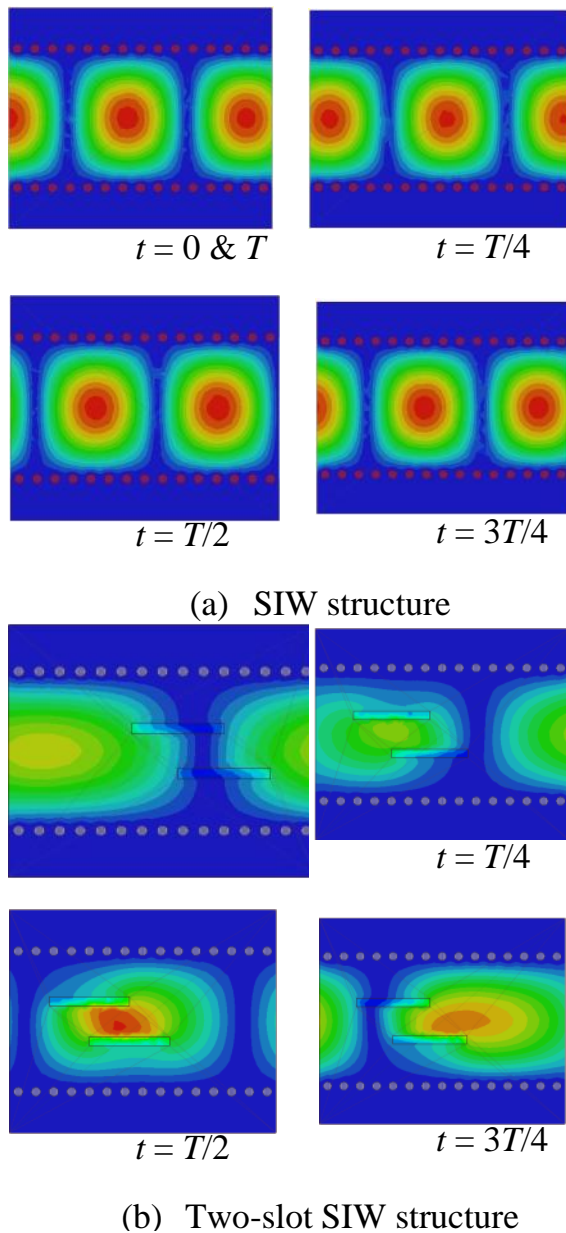 t = 0 & T
t = T/4
t = T/2
t = 3T/4
(a) SIW structure
t = T/4
t = T/2
t = 3T/4
(b) Two-slot SIW structure